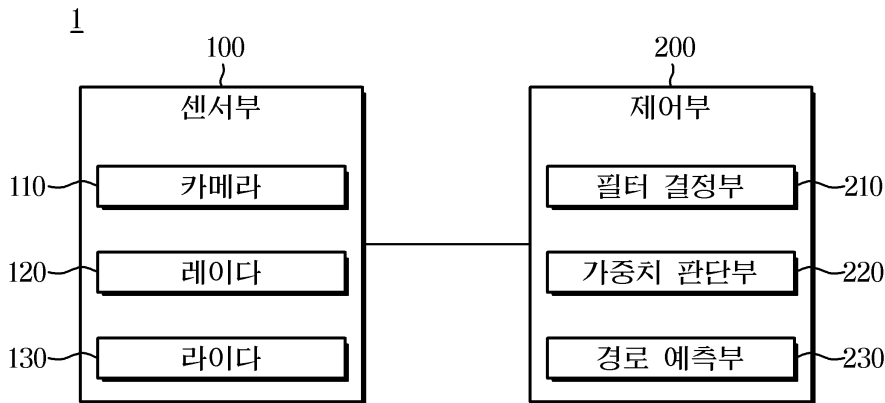 1
100
200
센서부
제어부
110
카메라
필터 결정부
210
120
레이다
가중치 판단부
220
130
라이다
경로 예측부
230